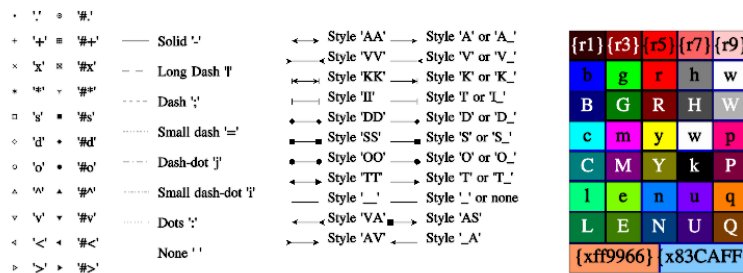 '.' '#.'
'+' '#+'
'x' '#x'
'*' '#*'
's' '#s'
'd' '#d'
'o' '#o'
'^' '#^'
'v' '#v'
'<' '#<'
'>' '#>'
Solid '-'
Long Dash '|'
Dash ';'
Small dash '='
Dash-dot 'j'
Small dash-dot 'i'
Dots ':'
None ' '
Style 'AA' Style 'A' or 'A_'
Style 'VV' Style 'V' or 'V_'
Style 'KK' Style 'K' or 'K_'
Style 'II' Style 'I' or 'I_'
Style 'DD' Style 'D' or 'D_'
Style 'SS' Style 'S' or 'S_'
Style 'OO' Style 'O' or 'O_'
Style 'TT' Style 'T' or 'T_'
Style '__' Style '_' or none
Style 'VA' Style 'AS'
Style 'AV' Style '_A'
{r1} {r3} {r5} {r7} {r9}
b g r h w
B G R H W
c m y w p
C M Y k P
l e n u q
L E N U Q
{xff9966} {x83CAFF}